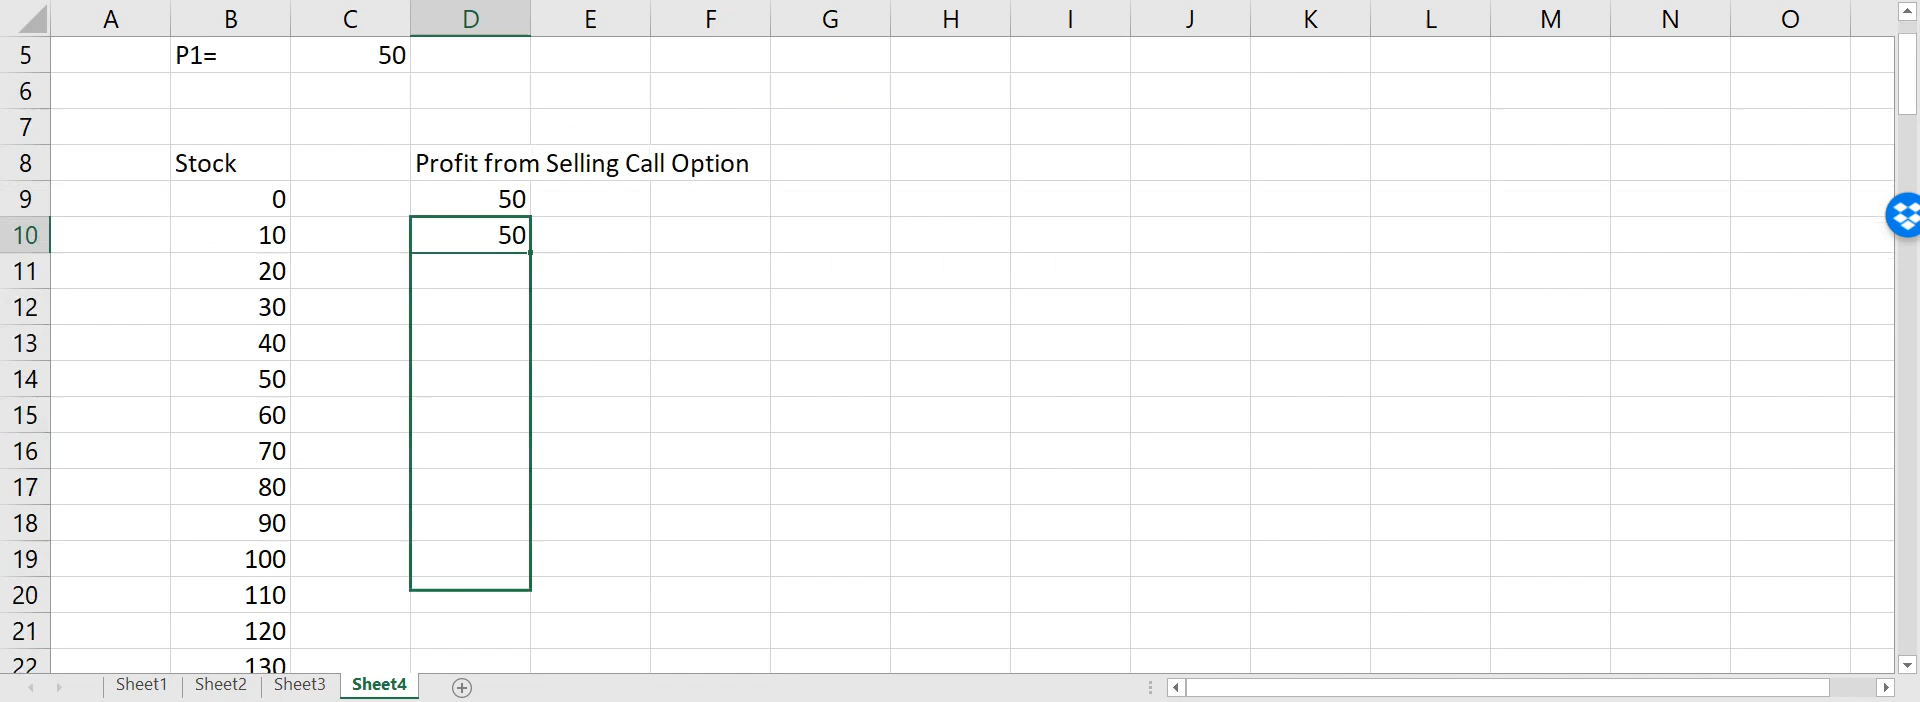 A B C D E F G H I J K L M N O
5 P1= 50
6
7
8 Stock Profit from Selling Call Option
9 0 50
10 10 50
11 20
12 30
13 40
14 50
15 60
16 70
17 80
18 90
19 100
20 110
21 120
22 130
Sheet1 Sheet2 Sheet3 Sheet4